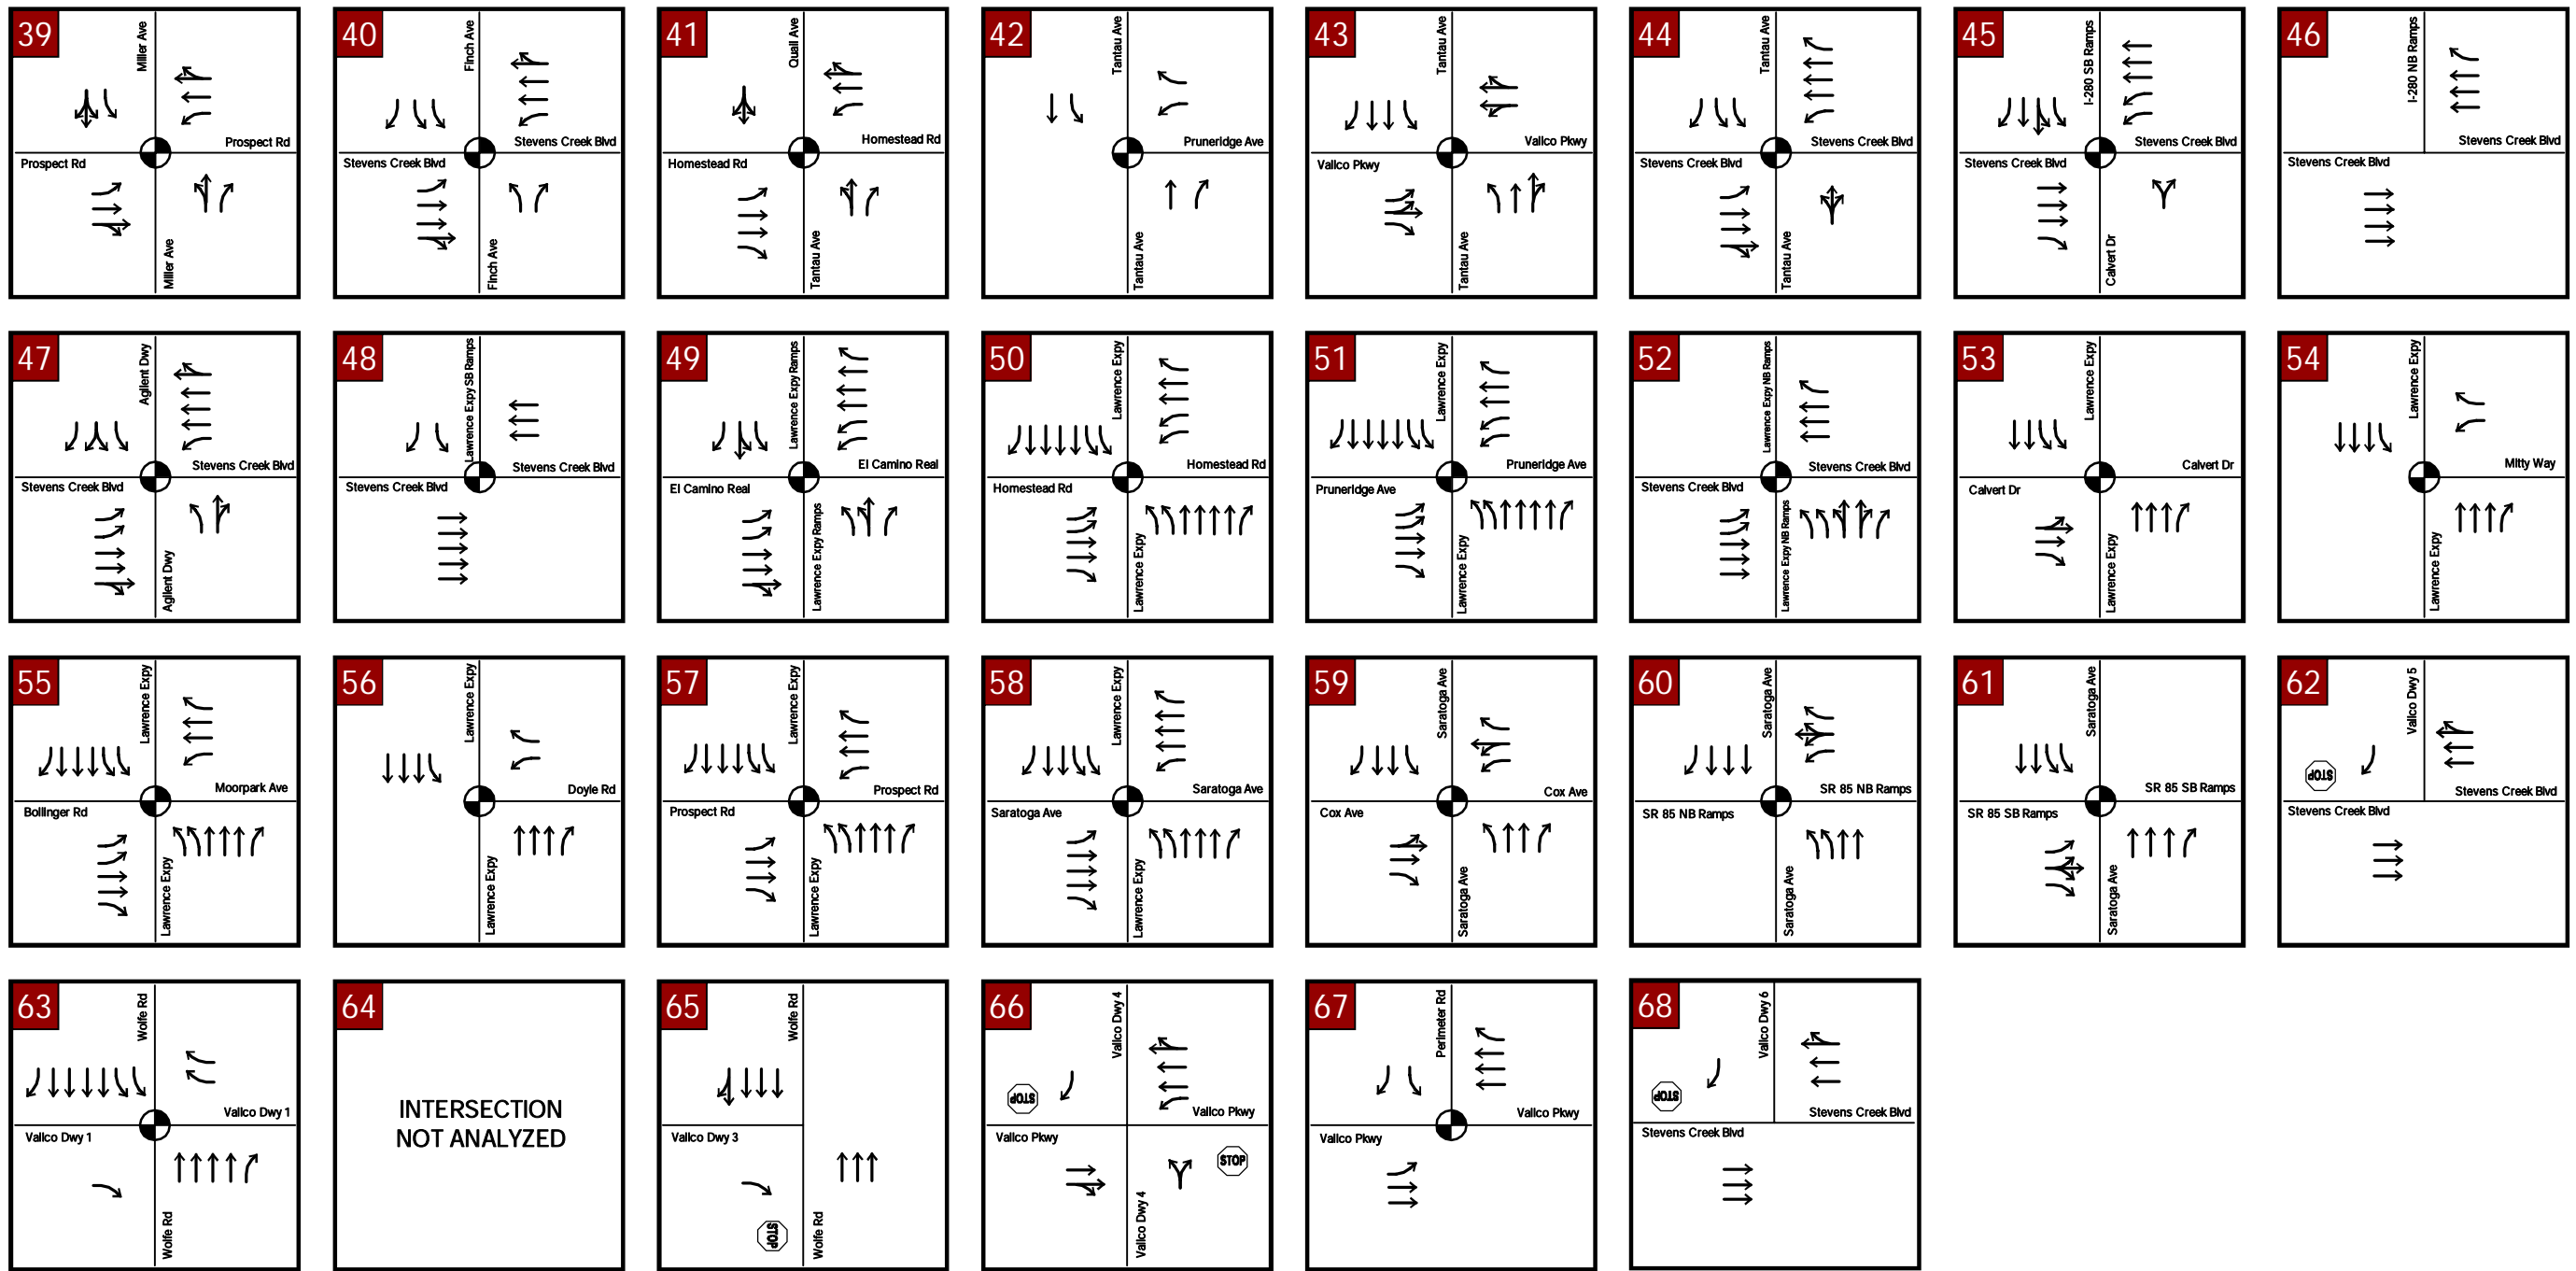 39
Miller Ave
Prospect Rd
Prospect Rd
Miller Ave
40
Finch Ave
Stevens Creek Blvd
Stevens Creek Blvd
Finch Ave
41
Quail Ave
Homestead Rd
Homestead Rd
Tantau Ave
42
Tantau Ave
Pruneridge Ave
Tantau Ave
43
Tantau Ave
Vallco Pkwy
Vallco Pkwy
Tantau Ave
44
Tantau Ave
Stevens Creek Blvd
Stevens Creek Blvd
Tantau Ave
45
I-280 SB Ramps
Stevens Creek Blvd
Stevens Creek Blvd
Calvert Dr
46
I-280 NB Ramps
Stevens Creek Blvd
Stevens Creek Blvd
47
Agilent Dwy
Stevens Creek Blvd
Stevens Creek Blvd
Agilent Dwy
48
Lawrence Expy SB Ramps
Stevens Creek Blvd
Stevens Creek Blvd
49
Lawrence Expy Ramps
El Camino Real
El Camino Real
Lawrence Expy Ramps
50
Lawrence Expy
Homestead Rd
Homestead Rd
Lawrence Expy
51
Lawrence Expy
Pruneridge Ave
Pruneridge Ave
Lawrence Expy
52
Lawrence Expy NB Ramps
Stevens Creek Blvd
Stevens Creek Blvd
Lawrence Expy NB Ramps
53
Lawrence Expy
Calvert Dr
Calvert Dr
Lawrence Expy
54
Lawrence Expy
Mitty Way
Lawrence Expy
55
Lawrence Expy
Moorpark Ave
Bollinger Rd
Lawrence Expy
56
Lawrence Expy
Doyle Rd
Lawrence Expy
57
Lawrence Expy
Prospect Rd
Prospect Rd
Lawrence Expy
58
Lawrence Expy
Saratoga Ave
Saratoga Ave
Lawrence Expy
59
Saratoga Ave
Cox Ave
Cox Ave
Saratoga Ave
60
Saratoga Ave
SR 85 NB Ramps
SR 85 NB Ramps
Saratoga Ave
61
Saratoga Ave
SR 85 SB Ramps
SR 85 SB Ramps
Saratoga Ave
62
Vallco Dwy 5
STOP
Stevens Creek Blvd
Stevens Creek Blvd
63
Wolfe Rd
Vallco Dwy 1
Vallco Dwy 1
Wolfe Rd
64
INTERSECTION
NOT ANALYZED
65
Wolfe Rd
Vallco Dwy 3
STOP
Wolfe Rd
66
Vallco Dwy 4
STOP
Vallco Pkwy
Vallco Pkwy
STOP
Vallco Dwy 4
67
Perimeter Rd
Vallco Pkwy
Vallco Pkwy
68
Vallco Dwy 6
STOP
Stevens Creek Blvd
Stevens Creek Blvd